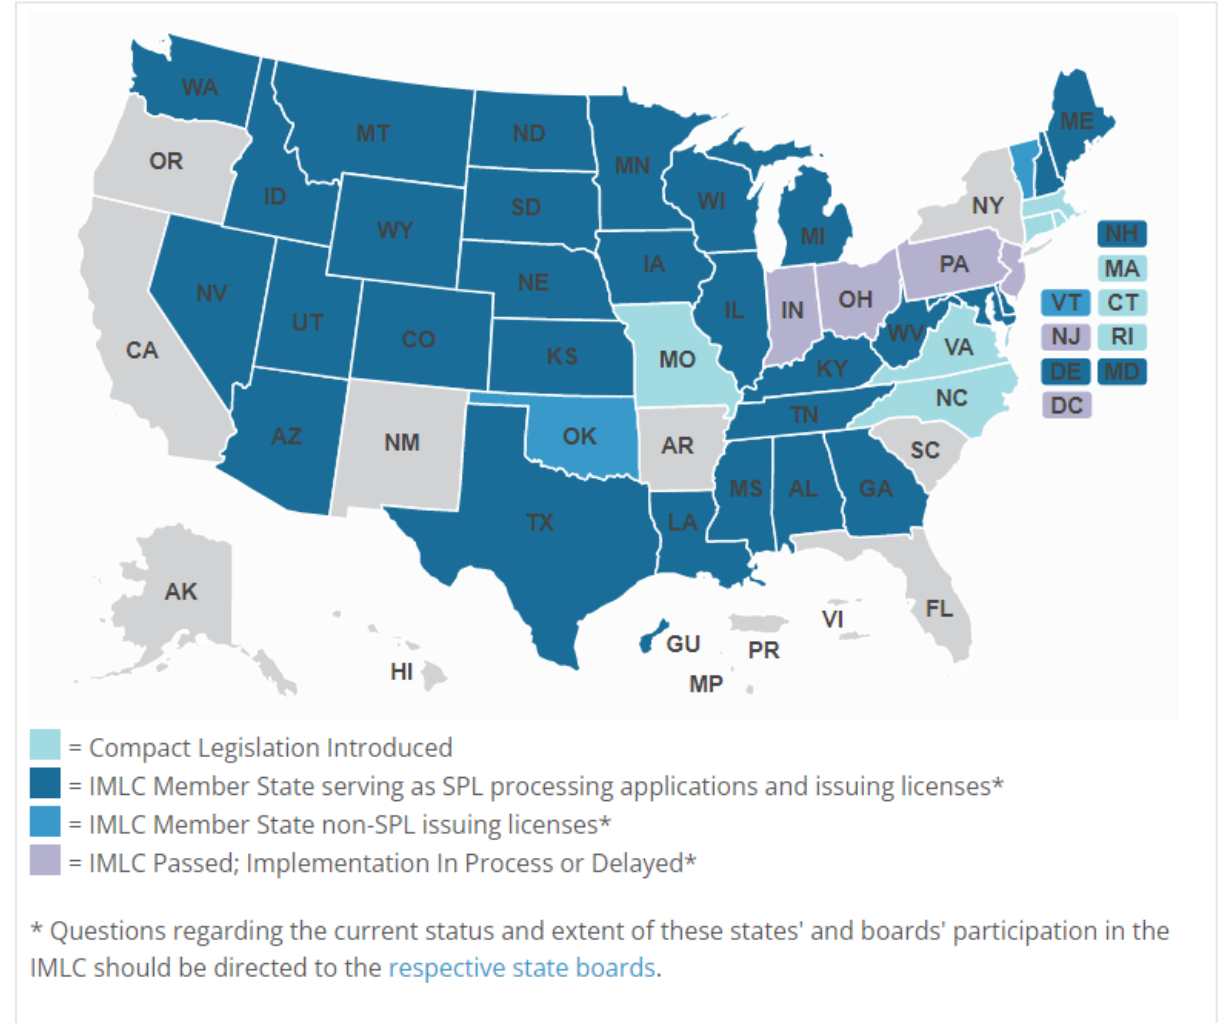 WA
MT
ND
MN
ME
OR
ID
SD
WI
NY
WY
MI
NH
NV
NE
IA
PA
MA
UT
CO
IL
IN
OH
VT
CT
CA
KS
MO
WV
VA
NJ
RI
KY
DE
MD
AZ
NM
OK
AR
TN
NC
DC
SC
TX
LA
MS
AL
GA
AK
HI
GU
MP
PR
VI
FL
= Compact Legislation Introduced
= IMLC Member State serving as SPL processing applications and issuing licenses*
= IMLC Member State non-SPL issuing licenses*
= IMLC Passed; Implementation In Process or Delayed*
* Questions regarding the current status and extent of these states' and boards' participation in the
IMLC should be directed to the respective state boards.